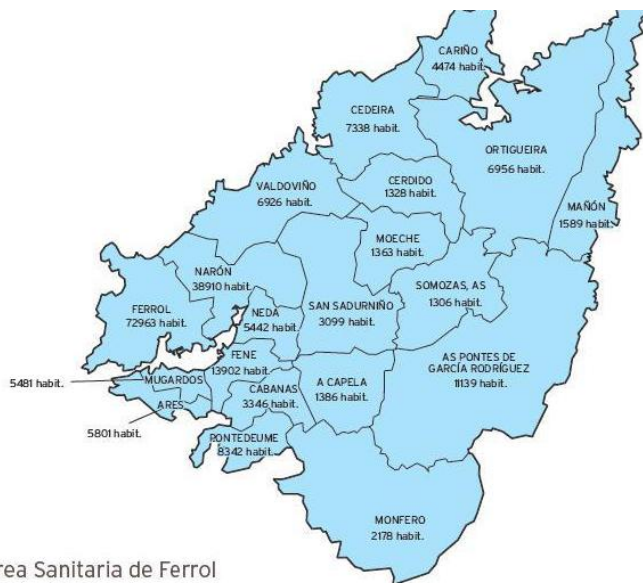 CARIÑO
4474 habit.
CEDEIRA
7338 habit.
ORTIGUEIRA
6956 habit.
CERDIDO
1328 habit.
VALDOVIÑO
6926 habit.
MAÑÓN
1589 habit.
MOECHE
1363 habit.
NARÓN
38910 habit.
SOMOZAS, AS
1306 habit.
FERROL
72963 habit.
NEDA
5442 habit.
SAN SADURNIÑO
3099 habit.
FENE
13902 habit.
AS PONTES DE
GARCÍA RODRÍGUEZ
11139 habit.
5481 habit.
MUGARDOS
CABANAS
3346 habit.
A CAPELA
1386 habit.
ARES
5801 habit.
PONTEDEUME
8342 habit.
MONFERO
2178 habit.
rea Sanitaria de Ferrol